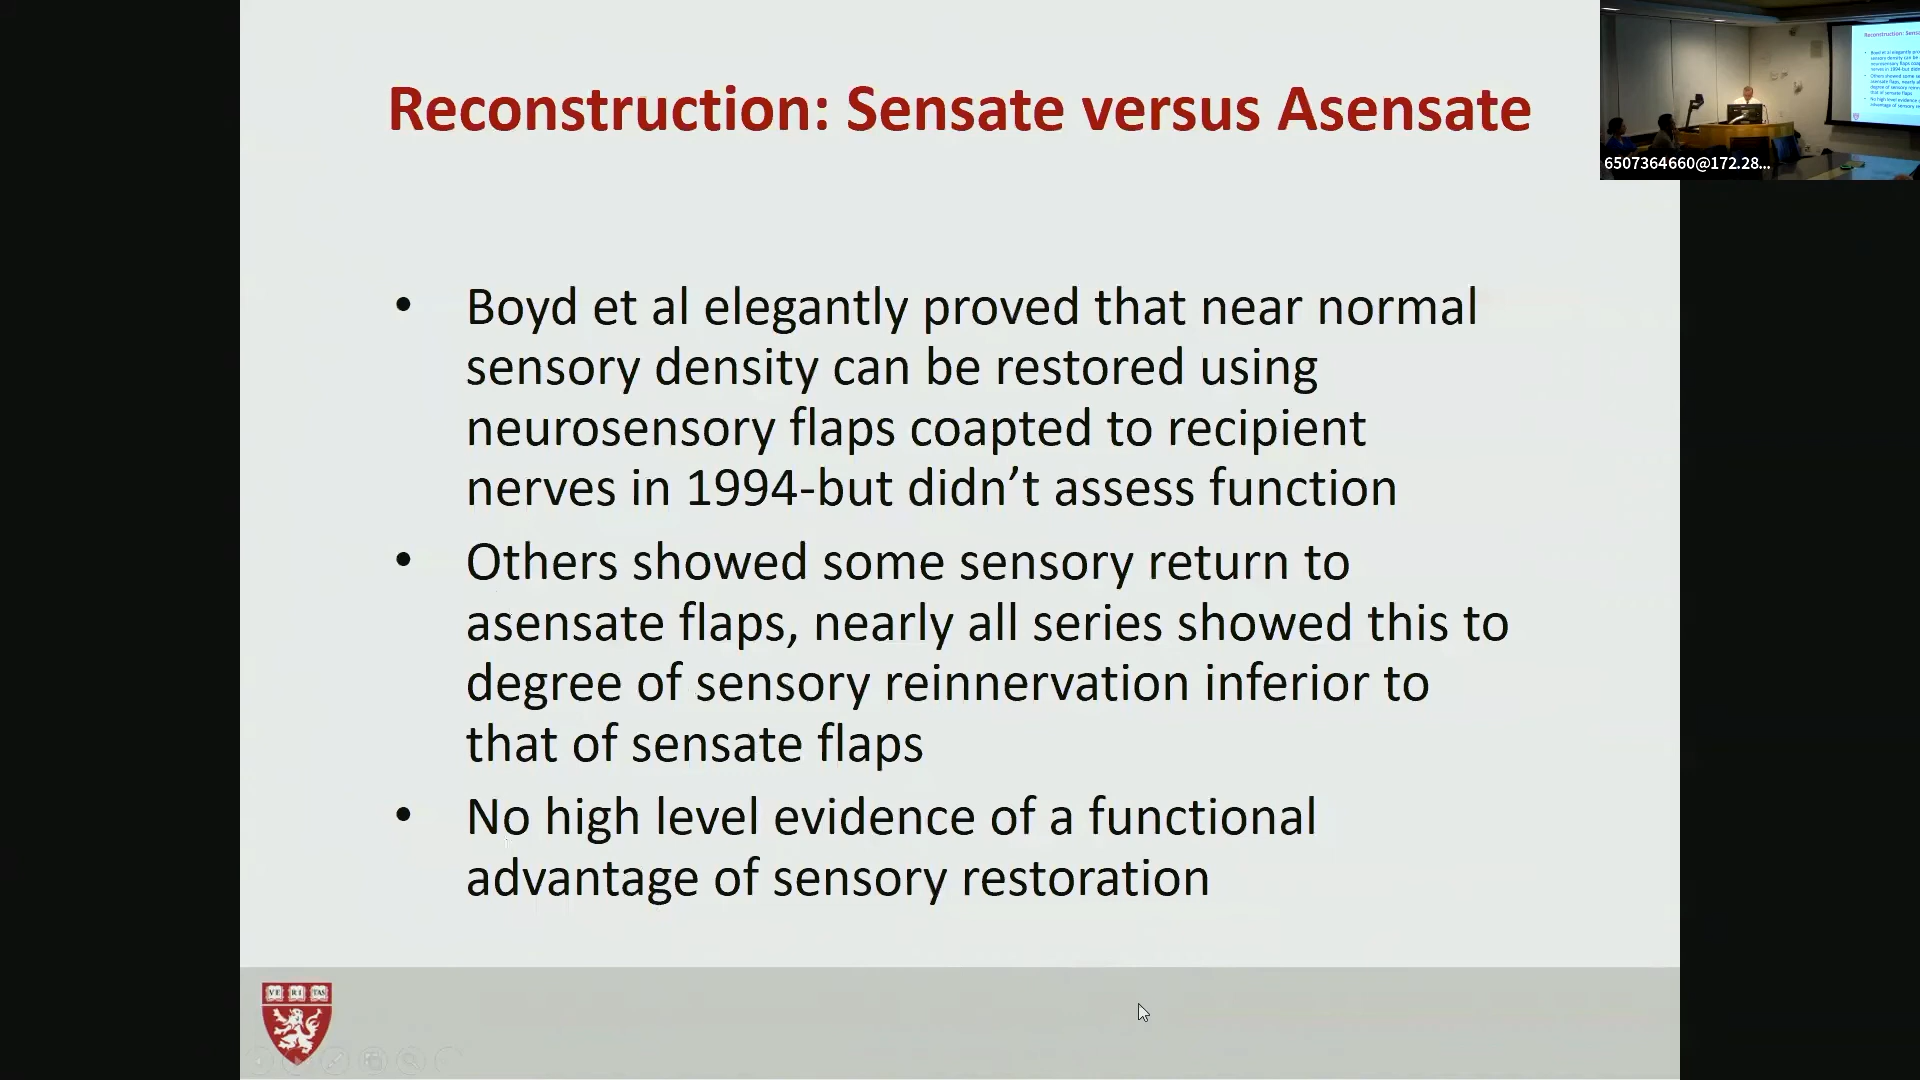 Reconstruction: Sensate versus Asensate
• Boyd et al elegantly proved that near normal
sensory density can be restored using
neurosensory flaps coapted to recipient
nerves in 1994-but didn’t assess function
• Others showed some sensory return to
asensate flaps, nearly all series showed this to
degree of sensory reinnervation inferior to
that of sensate flaps
• No high level evidence of a functional
advantage of sensory restoration
VE RI TAS
6507364660@172.28...